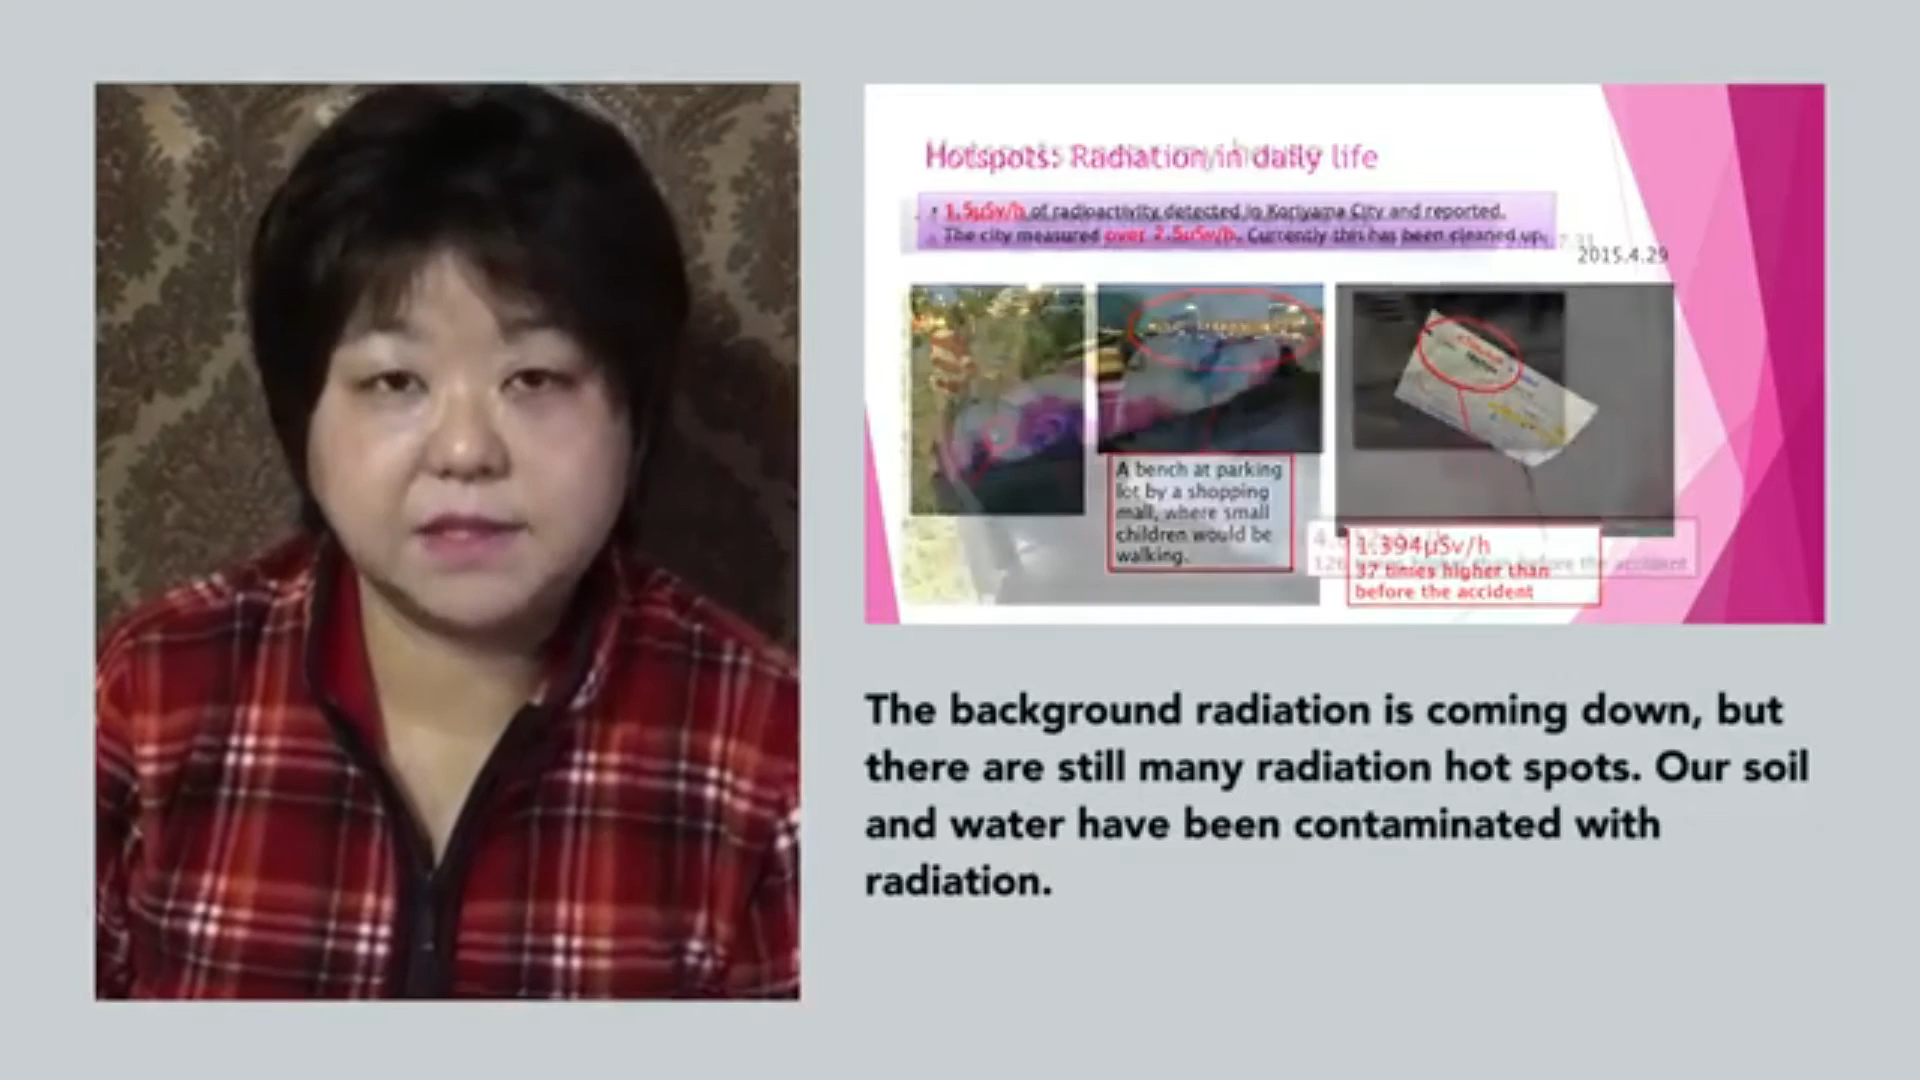 Hotspots: Radiation in daily life
1.5μSv/h of radioactivity detected in Koriyama City and reported.
The city measured over 2.5uSv/h. Currently this has been cleaned up.
2015.4.29
A bench at parking
lot by a shopping
mall, where small
children would be
walking.
1.394μSv/h
37 times higher than
before the accident
The background radiation is coming down, but
there are still many radiation hot spots. Our soil
and water have been contaminated with
radiation.